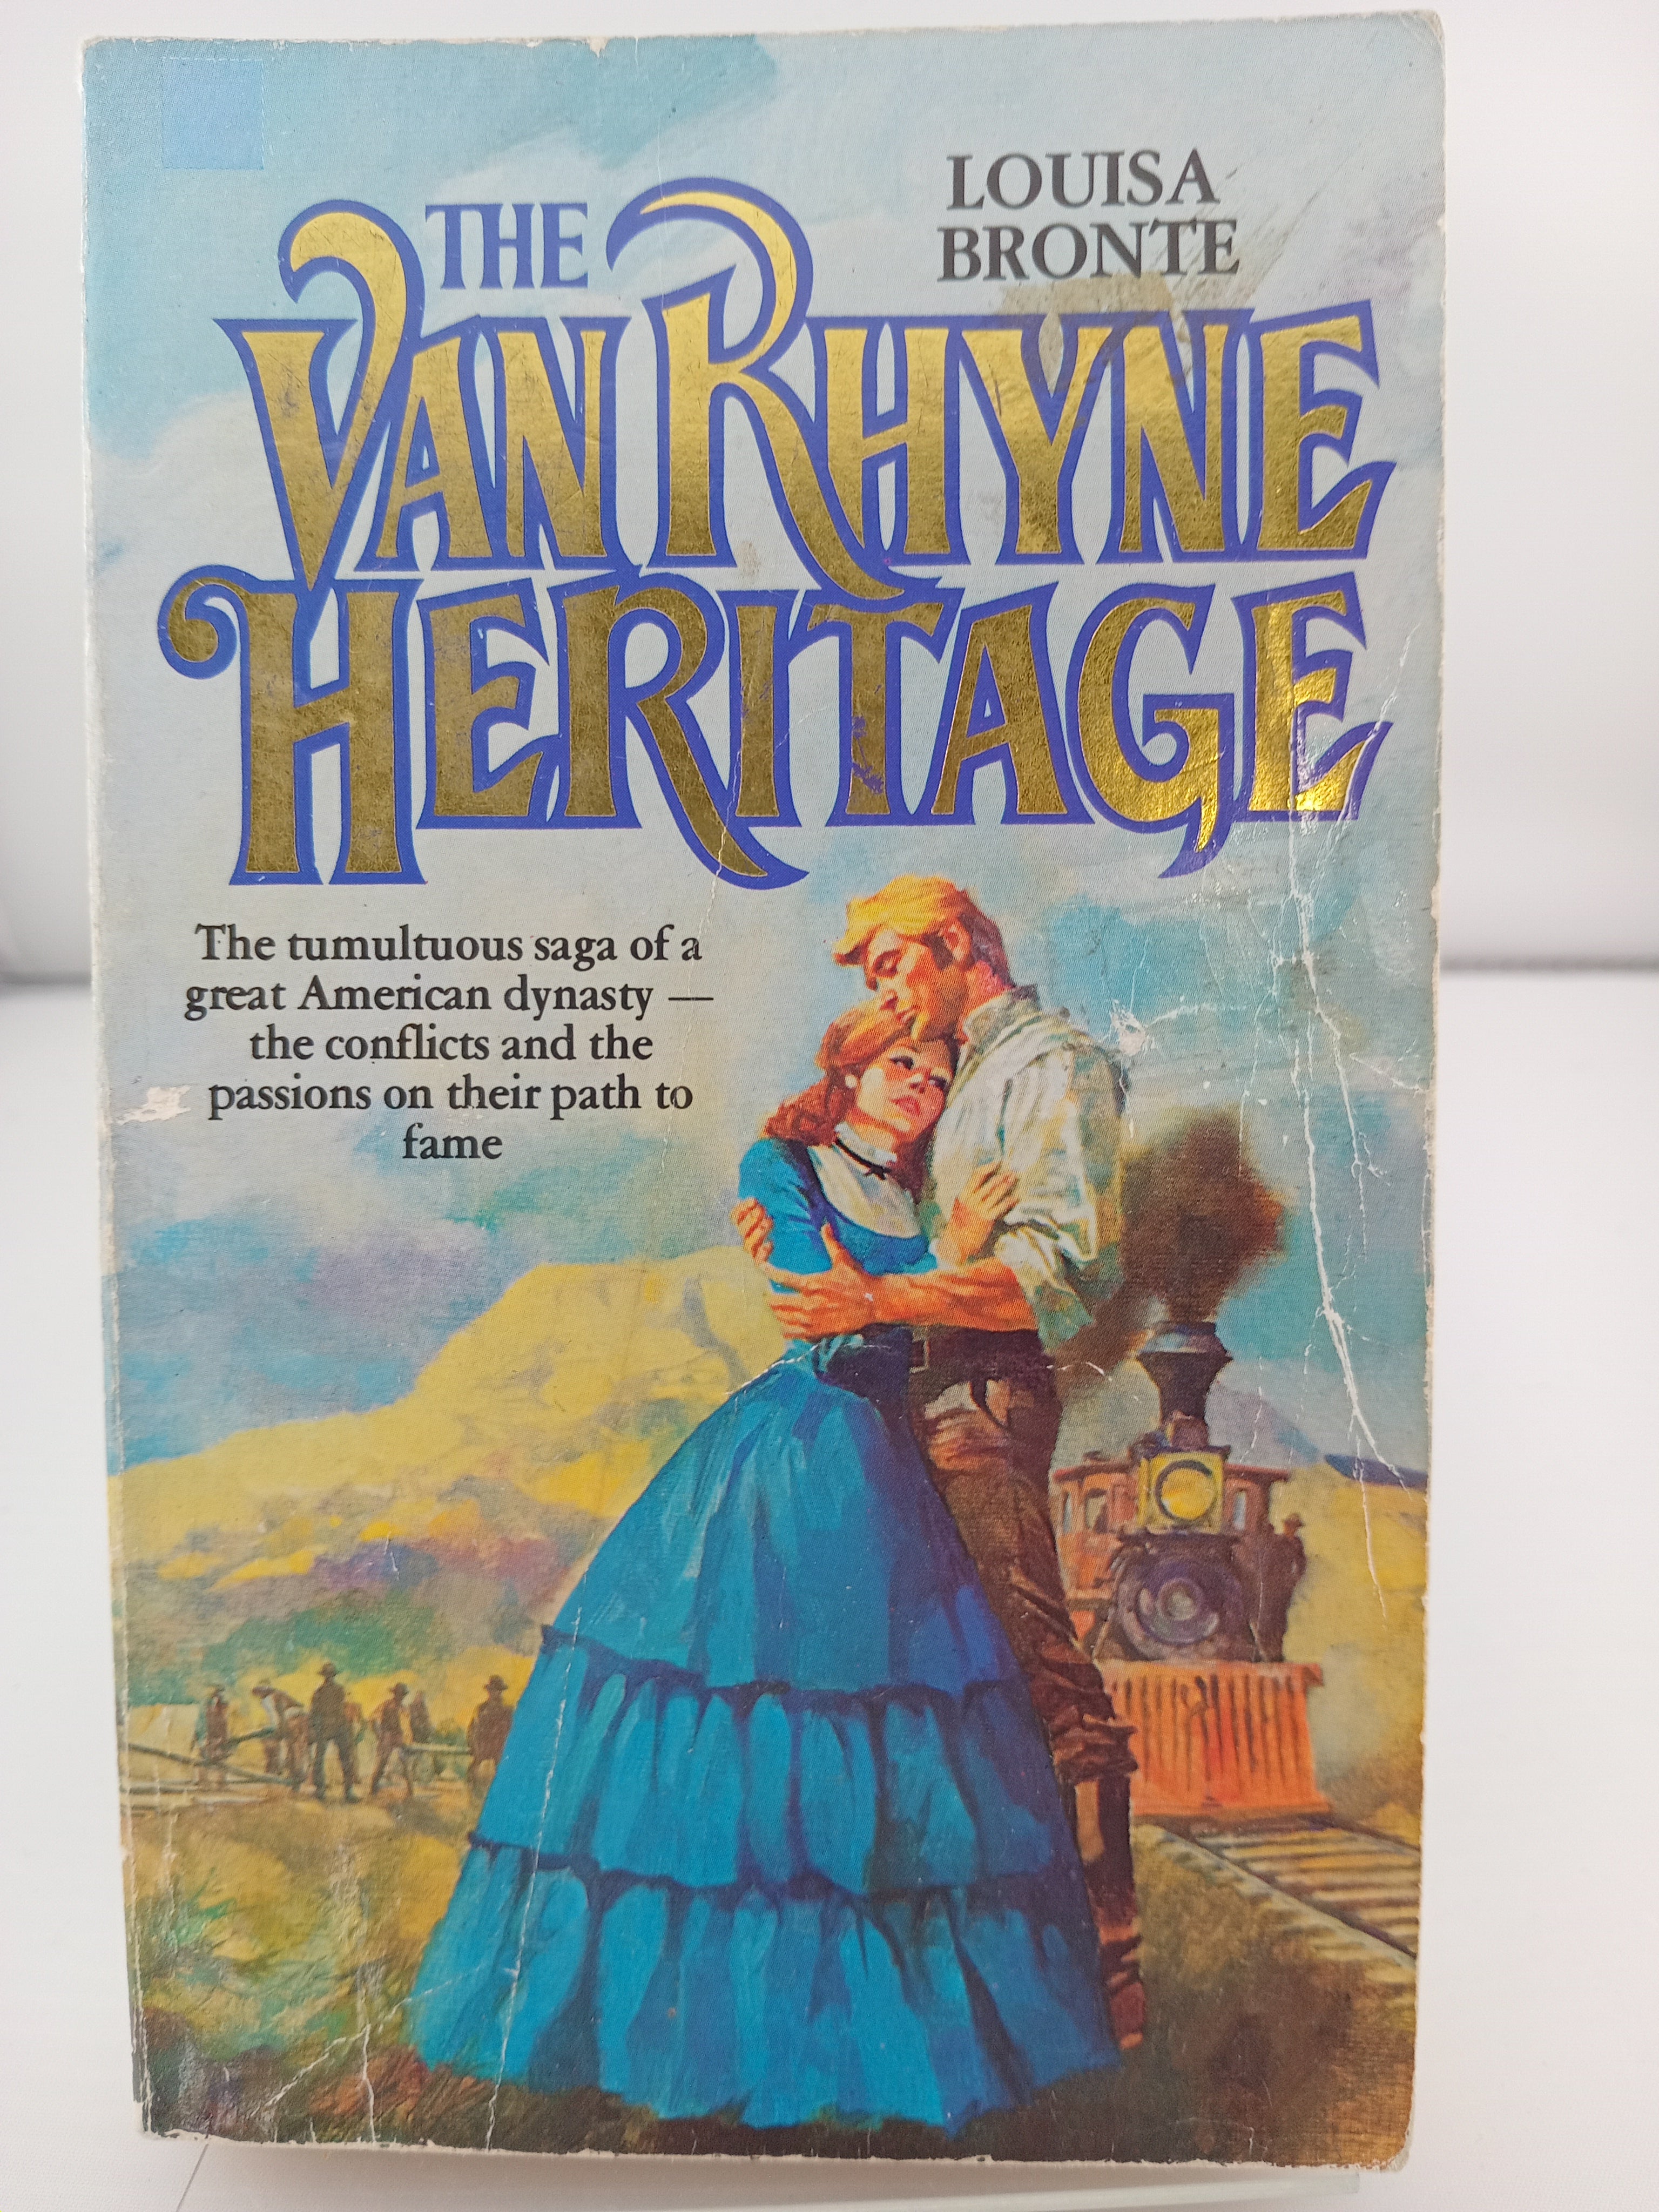 LOUISA
BRONTE
THE
VAN RHYNE
HERITAGE
The tumultuous saga of a
great American dynasty —
the conflicts and the
passions on their path to
fame